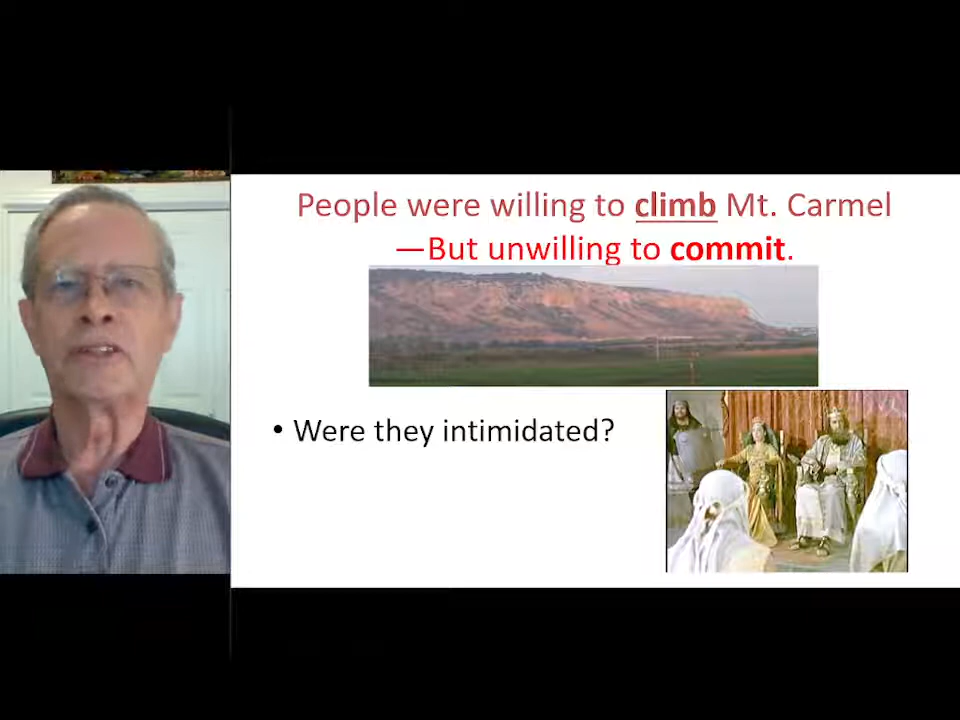 People were willing to climb Mt. Carmel
—But unwilling to commit.
• Were they intimidated?